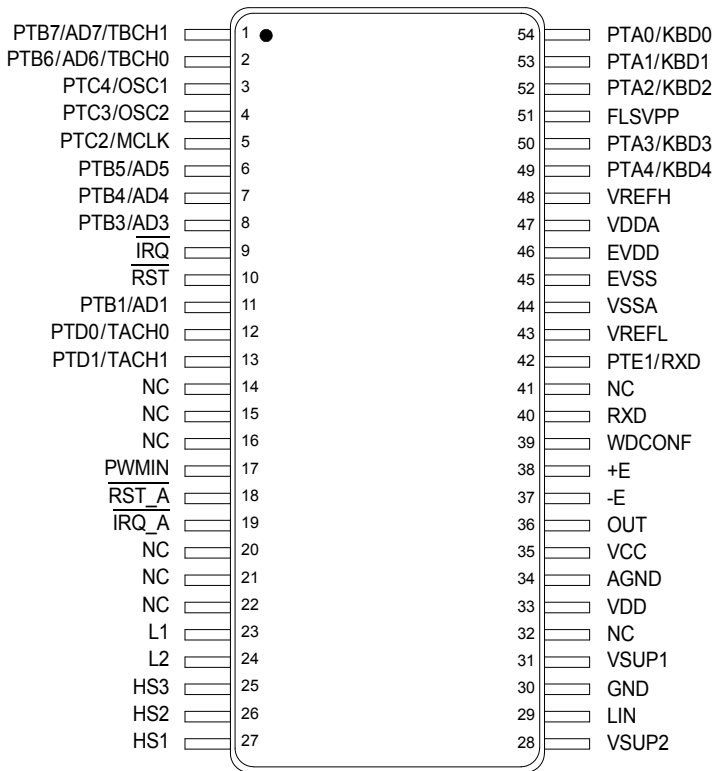 PTB7/AD7/TBCH1 1 54 PTA0/KBD0
PTB6/AD6/TBCH0 2 53 PTA1/KBD1
PTC4/OSC1 3 52 PTA2/KBD2
PTC3/OSC2 4 51 FLSVPP
PTC2/MCLK 5 50 PTA3/KBD3
PTB5/AD5 6 49 PTA4/KBD4
PTB4/AD4 7 48 VREFH
PTB3/AD3 8 47 VDDA
IRQ 9 46 EVDD
RST 10 45 EVSS
PTB1/AD1 11 44 VSSA
PTD0/TACH0 12 43 VREFL
PTD1/TACH1 13 42 PTE1/RXD
NC 14 41 NC
NC 15 40 RXD
NC 16 39 WDCONF
PWMIN 17 38 +E
RST_A 18 37 -E
IRQ_A 19 36 OUT
NC 20 35 VCC
NC 21 34 AGND
NC 22 33 VDD
L1 23 32 NC
L2 24 31 VSUP1
HS3 25 30 GND
HS2 26 29 LIN
HS1 27 28 VSUP2